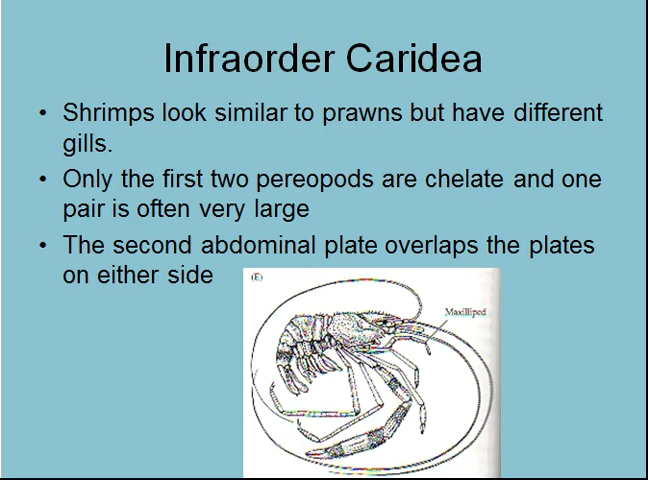 Infraorder Caridea
• Shrimps look similar to prawns but have different
gills.
• Only the first two pereopods are chelate and one
pair is often very large
• The second abdominal plate overlaps the plates
on either side
(E)
Maxilliped